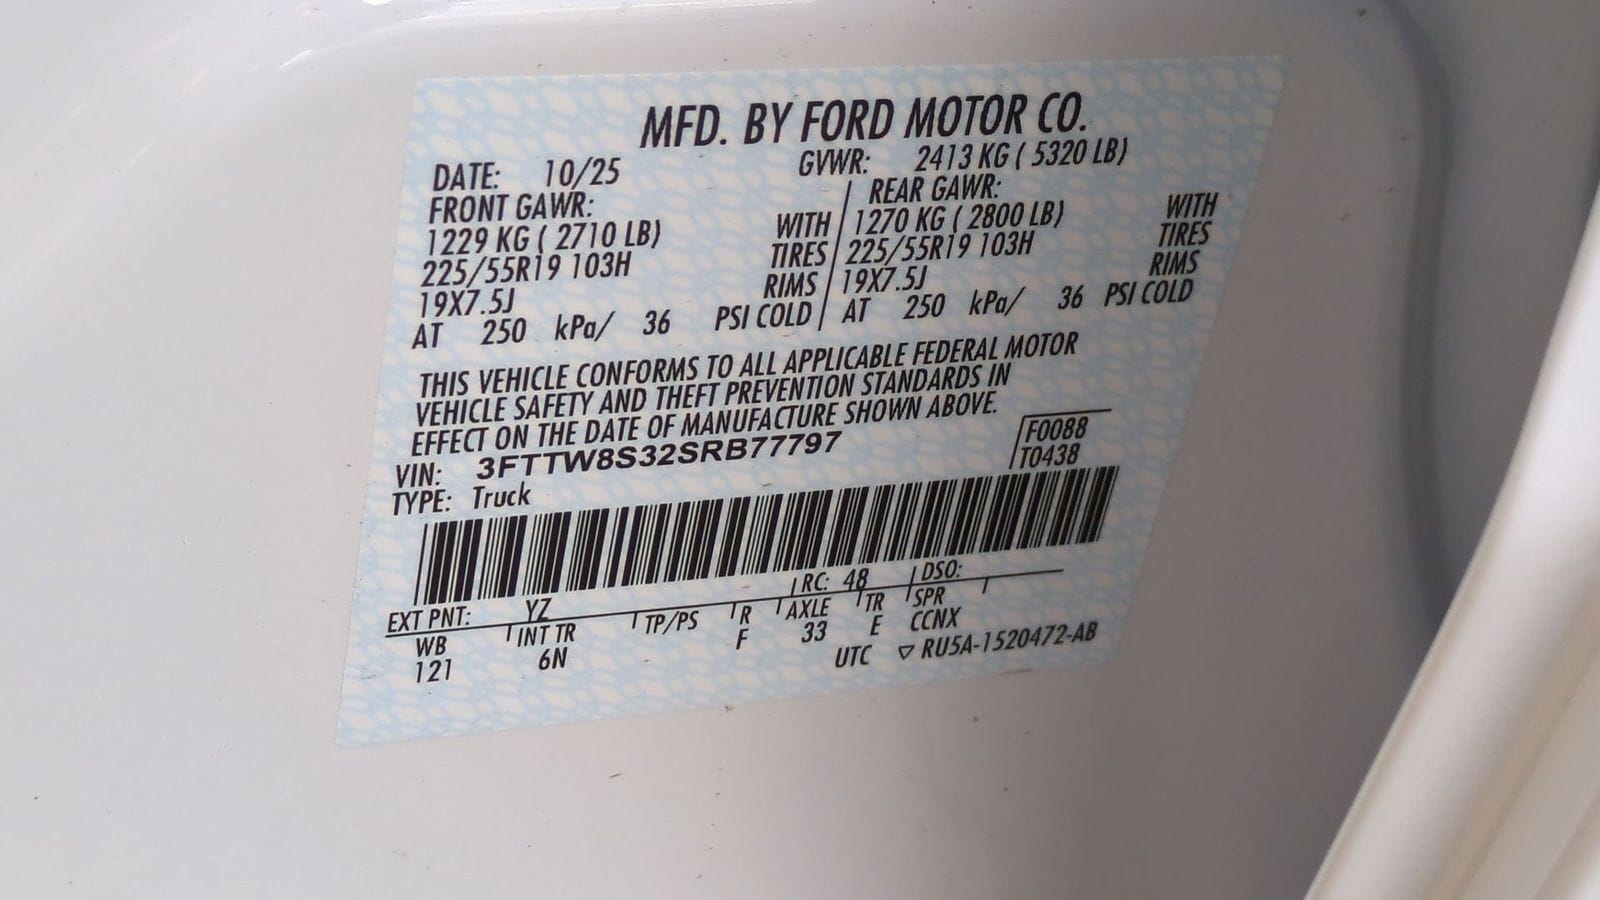 MFD. BY FORD MOTOR CO.
DATE: 10/25 GVWR: 2413 KG ( 5320 LB)
FRONT GAWR: REAR GAWR:
1229 KG ( 2710 LB) WITH 1270 KG ( 2800 LB) WITH
225/55R19 103H TIRES 225/55R19 103H TIRES
19X7.5J RIMS 19X7.5J RIMS
AT 250 kPa/ 36 PSI COLD AT 250 kPa/ 36 PSI COLD
THIS VEHICLE CONFORMS TO ALL APPLICABLE FEDERAL MOTOR
VEHICLE SAFETY AND THEFT PREVENTION STANDARDS IN
EFFECT ON THE DATE OF MANUFACTURE SHOWN ABOVE.
VIN: 3FTTW8S32SRB77797 F0088
TYPE: Truck T0438
EXT PNT: YZ RC: 48 DSO:
WB INT TR TP/PS R AXLE TR SPR
121 6N F 33 E CCNX
UTC ▽ RU5A-1520472-AB